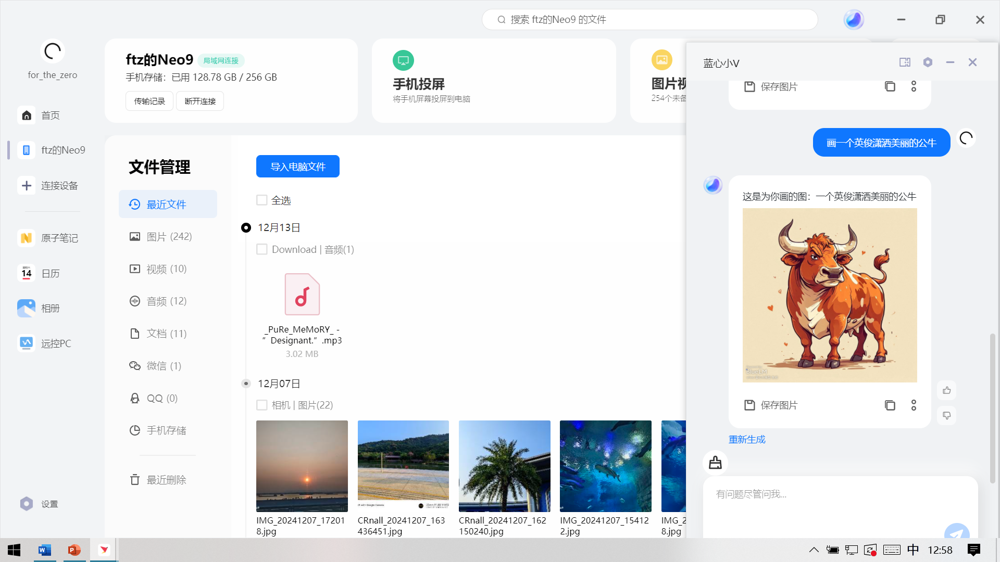 搜索 ftz的Neo9 的文件
for_the_zero
首页
ftz的Neo9
连接设备
原子笔记
14
日历
相册
远控PC
设置
ftz的Neo9 局域网连接
手机存储：已用 128.78 GB / 256 GB
传输记录 断开连接
手机投屏
将手机屏幕投屏到电脑
图片视
254个未备
文件管理
最近文件
图片 (242)
视频 (10)
音频 (12)
文档 (11)
微信 (1)
QQ (0)
手机存储
最近删除
导入电脑文件
全选
12月13日
Download | 音频(1)
_PuRe_MeMoRY_ -
”Designant.“ .mp3
3.02 MB
12月07日
相机 | 图片(22)
IMG_20241207_17201
8.jpg
CRnall_20241207_163
436451.jpg
CRnall_20241207_162
150240.jpg
IMG_20241207_15412
2.jpg
IMG_2
8.jpg
蓝心小V
保存图片
画一个英俊潇洒美丽的公牛
这是为你画的图：一个英俊潇洒美丽的公牛
BlueLM
保存图片
重新生成
有问题尽管问我...
中 12:58